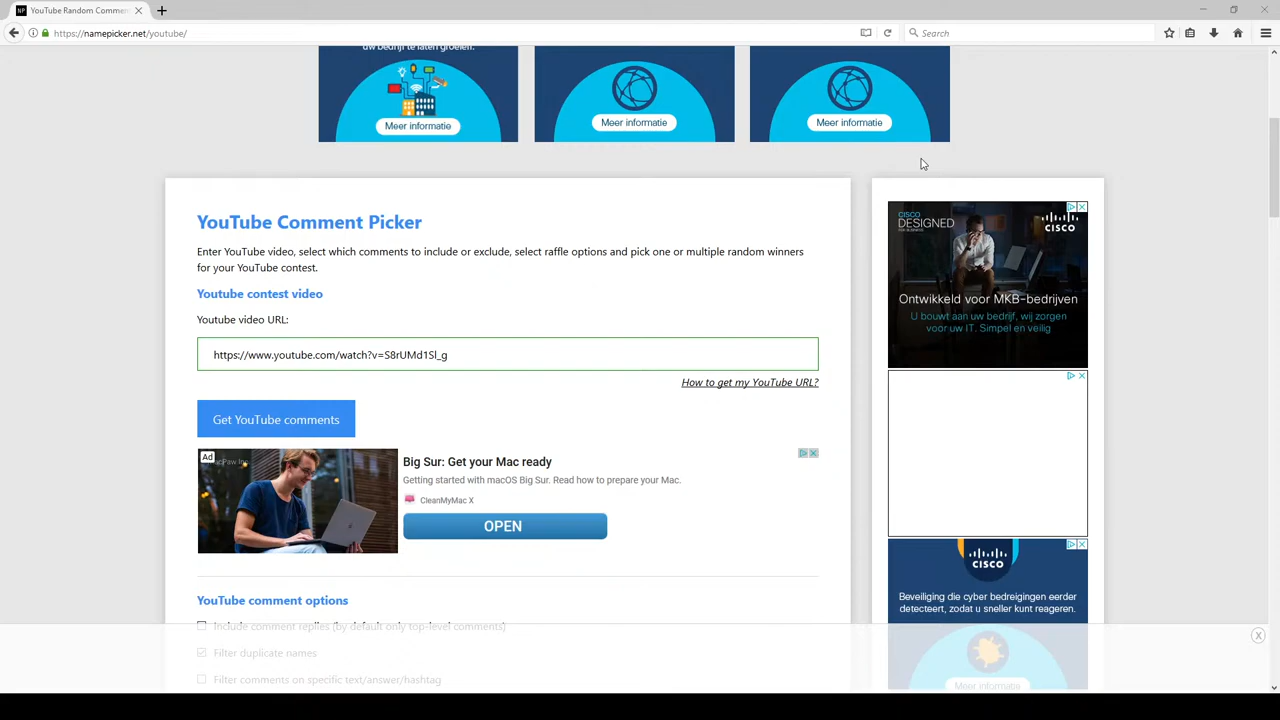 YouTube Random Commen
https://namepicker.net/youtube/
Search
uw bedrijf te laten groeien.
Meer informatie
Meer informatie
Meer informatie
YouTube Comment Picker
Enter YouTube video, select which comments to include or exclude, select raffle options and pick one or multiple random winners
for your YouTube contest.
Youtube contest video
Youtube video URL:
https://www.youtube.com/watch?v=S8rUMd1Sl_g
How to get my YouTube URL?
Get YouTube comments
Ad
Big Sur: Get your Mac ready
Getting started with macOS Big Sur. Read how to prepare your Mac.
CleanMyMac X
OPEN
YouTube comment options
Include comment replies (by default only top-level comments)
Filter duplicate names
Filter comments on specific text/answer/hashtag
CISCO
DESIGNED
FOR BUSINESS
CISCO
Ontwikkeld voor MKB-bedrijven
U bouwt aan uw bedrijf, wij zorgen
voor uw IT. Simpel en veilig
CISCO
Beveiliging die cyber bedreigingen eerder
detecteert, zodat u sneller kunt reageren.
Meer informatie